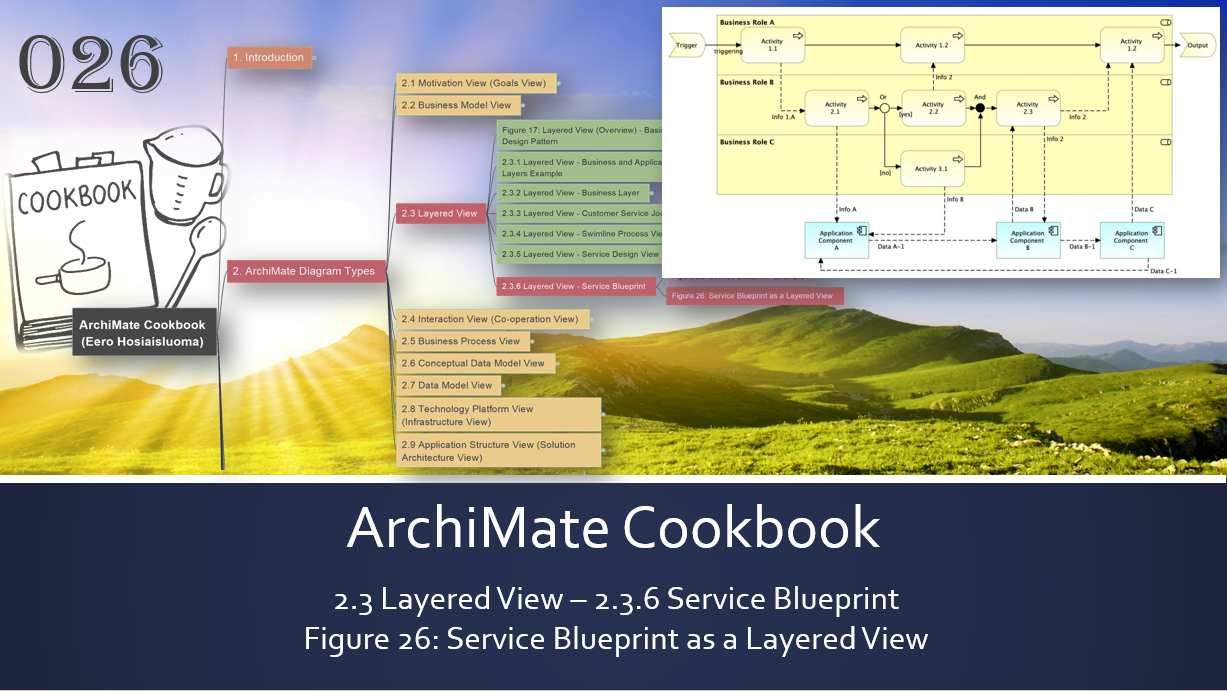 026
COOKBOOK
ArchiMate Cookbook
(Eero Hosiaisluoma)
1. Introduction
2. ArchiMate Diagram Types
2.1 Motivation View (Goals View)
2.2 Business Model View
2.3 Layered View
Figure 17: Layered View (Overview) - Basi
Design Pattern
2.3.1 Layered View - Business and Applica
Layers Example
2.3.2 Layered View - Business Layer
2.3.3 Layered View - Customer Service Jou
2.3.4 Layered View - Swimline Process Vie
2.3.5 Layered View - Service Design View
2.3.6 Layered View - Service Blueprint
Figure 26: Service Blueprint as a Layered View
2.4 Interaction View (Co-operation View)
2.5 Business Process View
2.6 Conceptual Data Model View
2.7 Data Model View
2.8 Technology Platform View
(Infrastructure View)
2.9 Application Structure View (Solution
Architecture View)
Business Role A
Trigger
triggering
Activity
1.1
Activity 1.2
Activity
1.2
Output
Info 2
Business Role B
Info 1.A
Activity
2.1
Or
[yes]
Activity
2.2
And
Activity
2.3
Info 2
Info 2
Business Role C
[no]
Activity 3.1
Info A
Info B
Data B
Data C
Application
Component
A
Data A-1
Application
Component
B
Data B-1
Application
Component
C
Data C-1
ArchiMate Cookbook
2.3 Layered View – 2.3.6 Service Blueprint
Figure 26: Service Blueprint as a Layered View